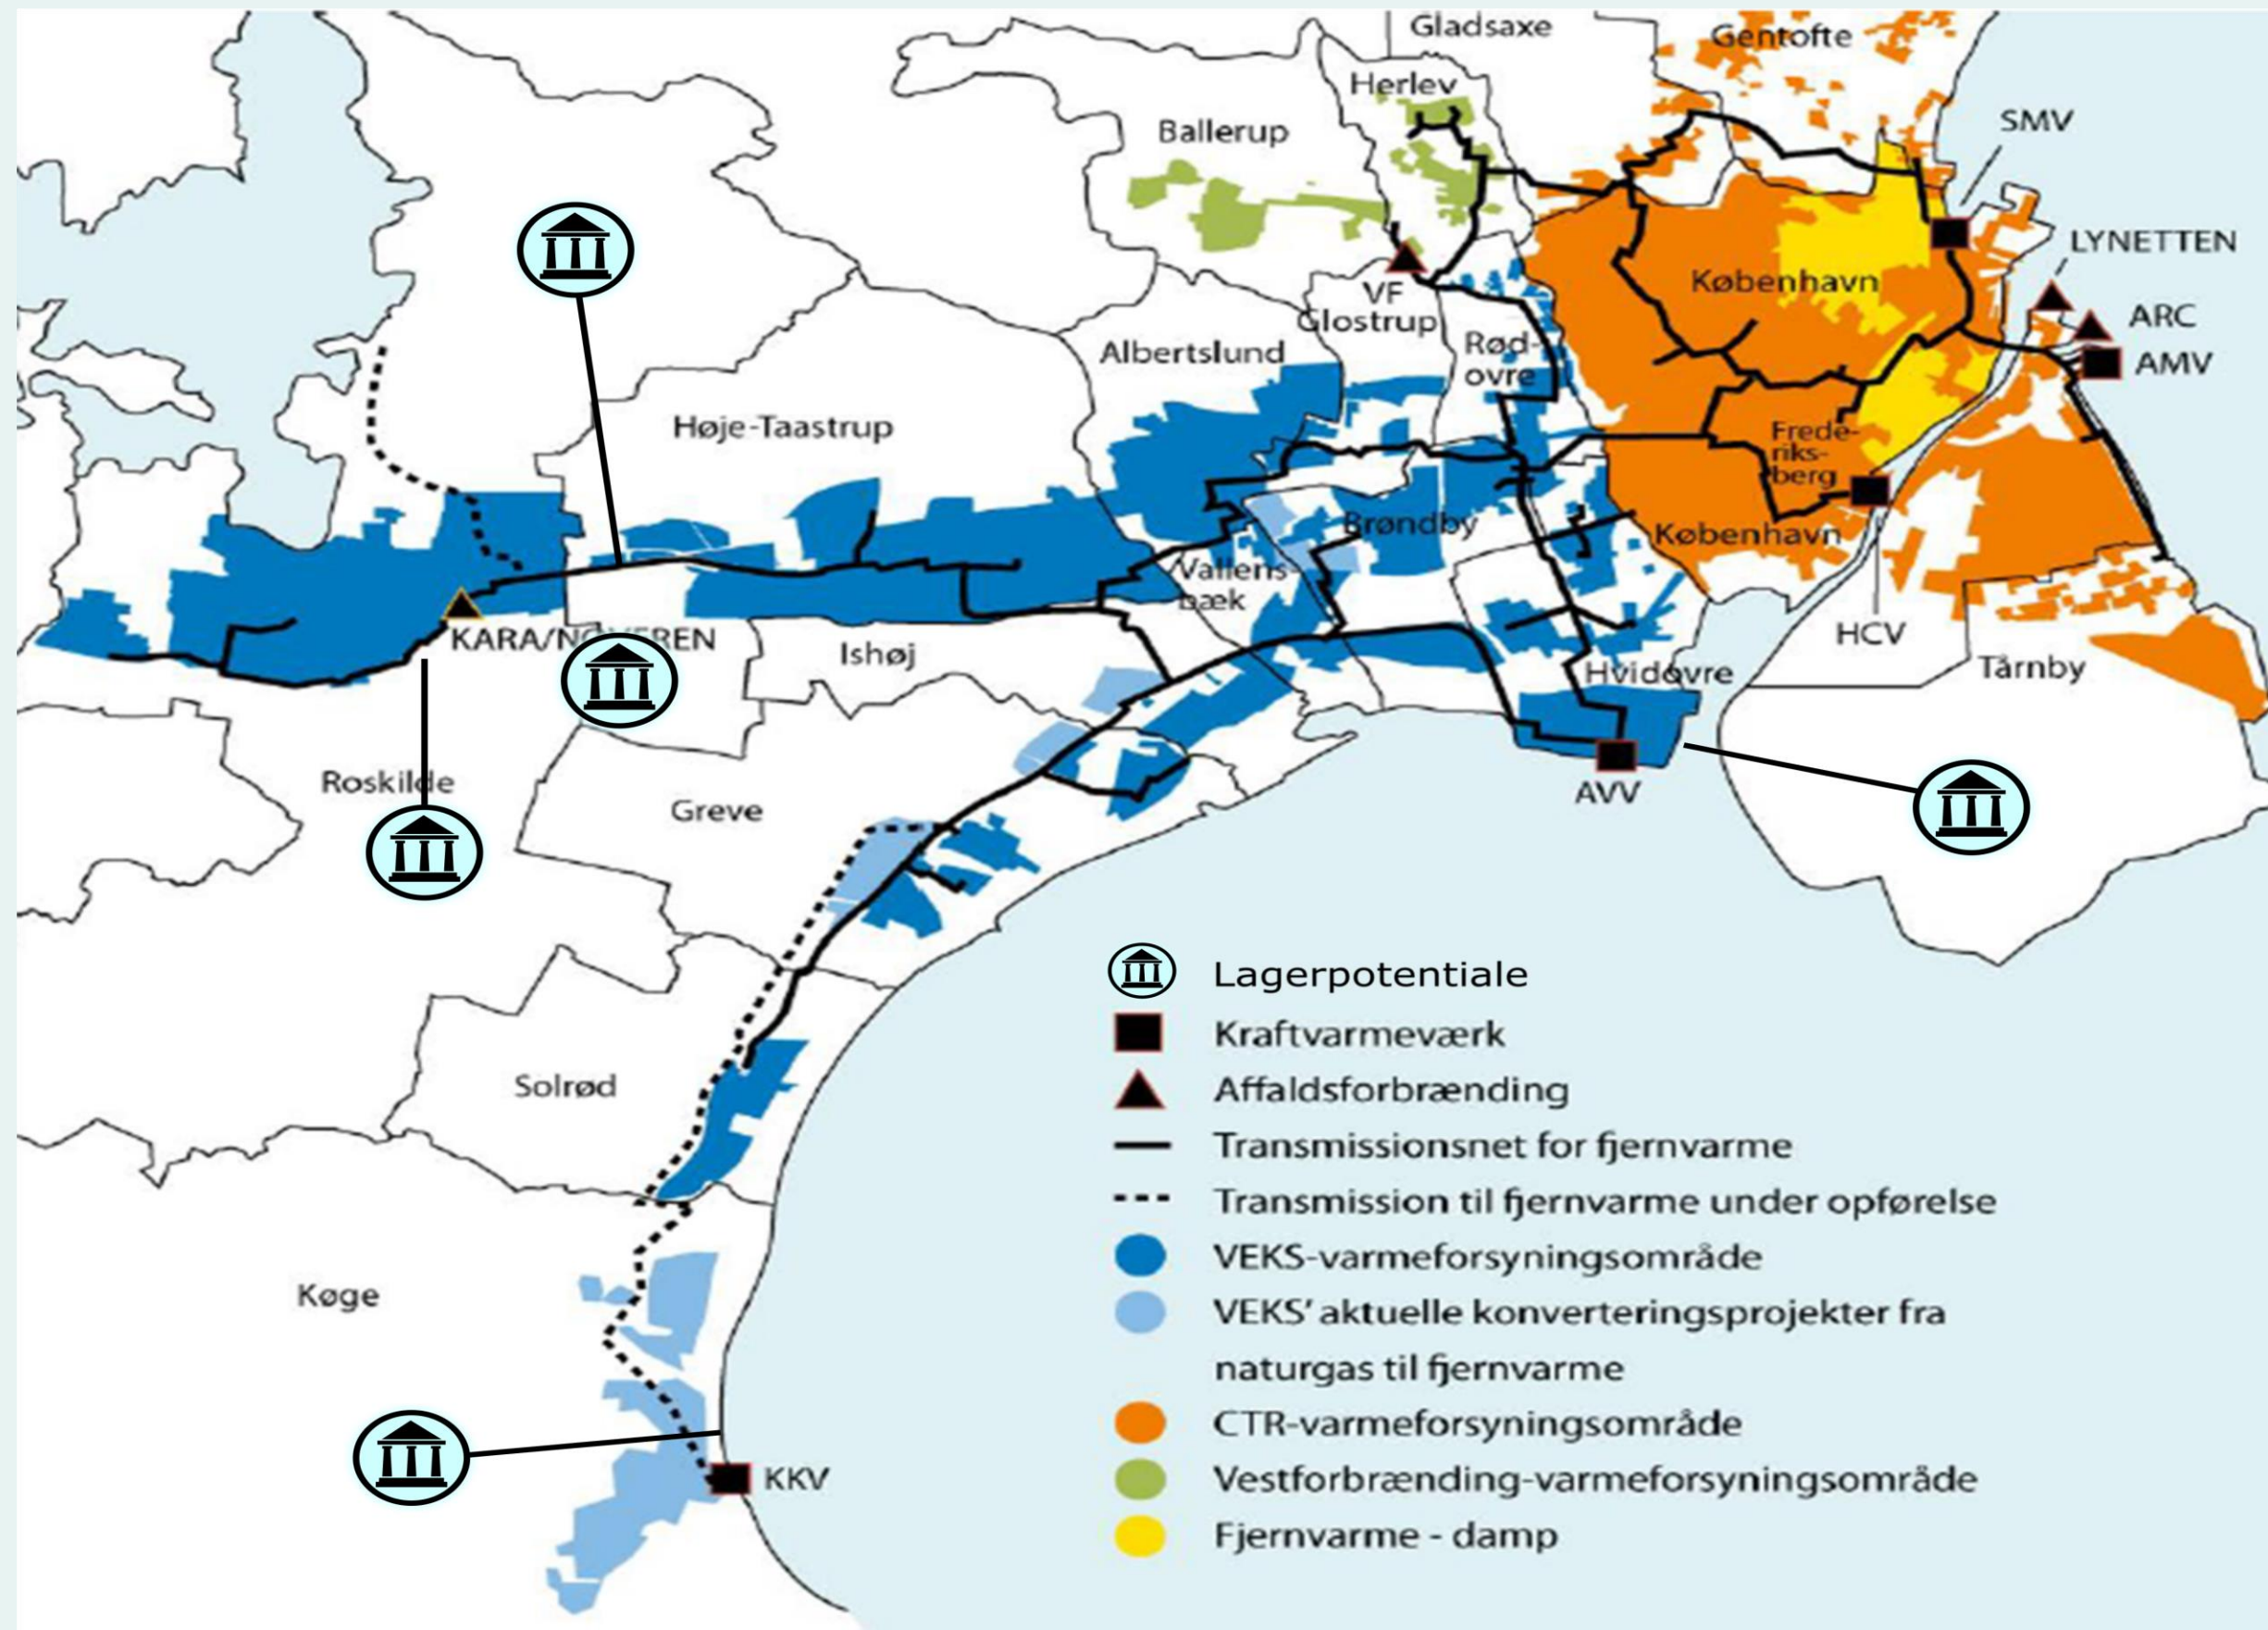 Gladsaxe
Gentofte
Herlev
Ballerup
SMV
LYNETTEN
København
VF
Glostrup
ARC
Rød-
ovre
Albertslund
AMV
Høje-Taastrup
Frede-
riks-
berg
Brøndby
København
Vallens-
bæk
KARA/NOVEREN
Ishøj
HCV
Hvidovre
Tårnby
Roskilde
Greve
AVV
Solrød
Køge
KKV
Lagerpotentiale
Kraftvarmeværk
Affaldsforbrænding
Transmissionsnet for fjernvarme
Transmission til fjernvarme under opførelse
VEKS-varmeforsyningsområde
VEKS' aktuelle konverteringsprojekter fra
naturgas til fjernvarme
CTR-varmeforsyningsområde
Vestforbrænding-varmeforsyningsområde
Fjernvarme - damp